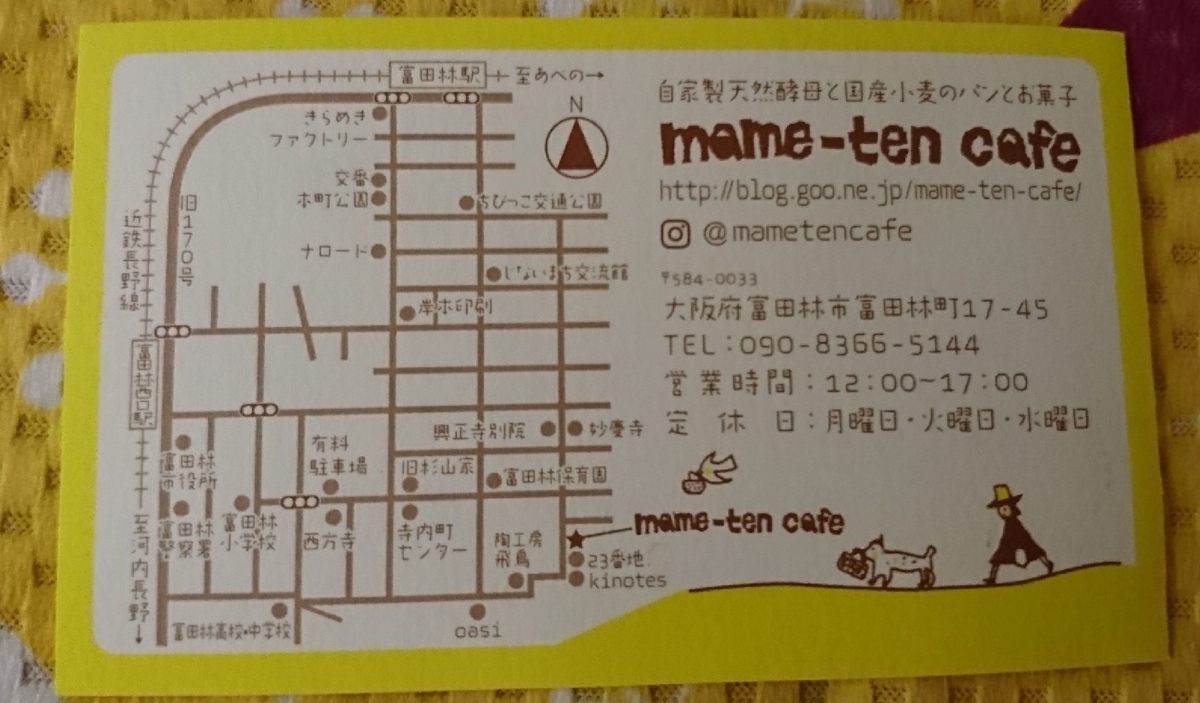 富田林駅
至あべの→
きらめき
ファクトリー
N
交番
本町公園
ちびっこ交通公園
旧170号
近鉄長野線
ナロード
じないまち交流館
岸本印刷
富田林西口駅
興正寺別院
妙慶寺
有料
駐車場
旧杉山家
富田林保育園
富田林
市役所
富田林
警察署
富田林
小学校
西方寺
寺内町
センター
陶工房
飛鳥
mame-ten cafe
23番地.
kinotes
至河内長野→
富田林高校・中学校
oasi
自家製天然酵母と国産小麦のパンとお菓子
mame-ten cafe
http://blog.goo.ne.jp/mame-ten-cafe/
@mametencafe
〒584-0033
大阪府富田林市富田林町17-45
TEL:090-8366-5144
営業時間:12:00~17:00
定休日:月曜日・火曜日・水曜日